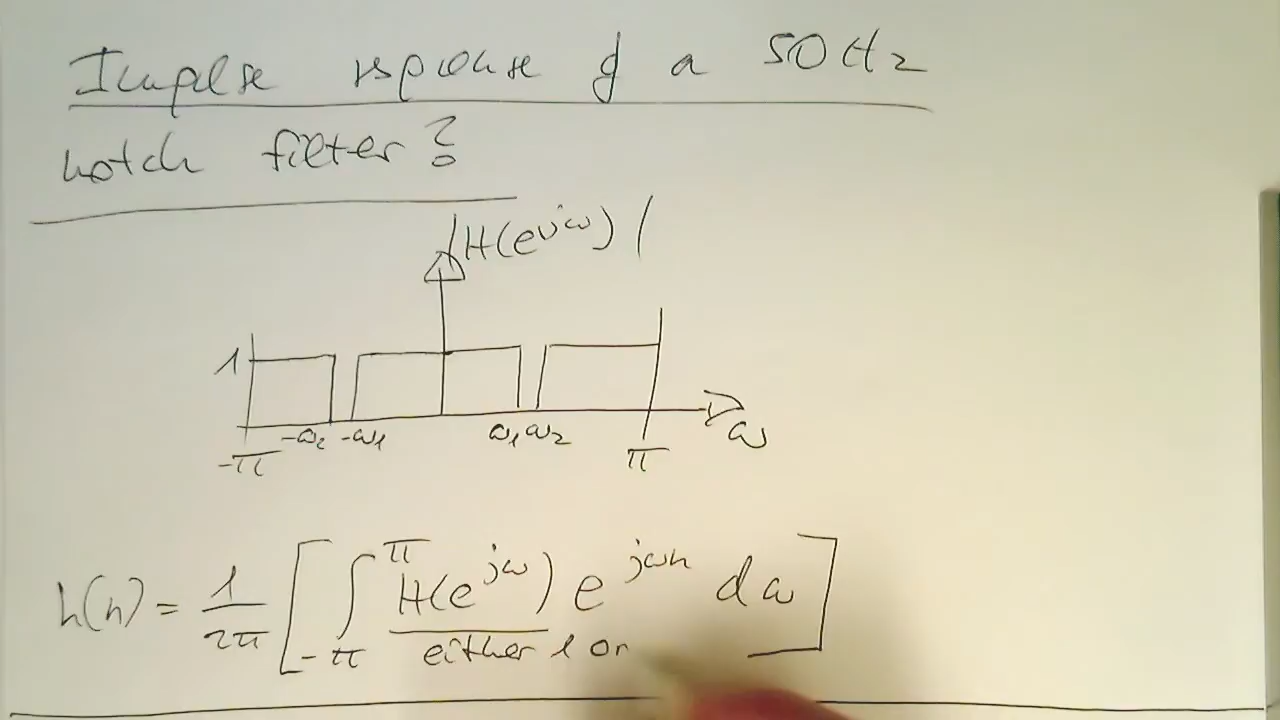 Impulse response of a 50Hz
notch filter?
|H(e^jω)|
1
-ω2 -ω1 ω1 ω2
ω
-π π
h(n) = 1/2π [ ∫_-π^π H(e^jω) e^jωn dω ]
either 1 or